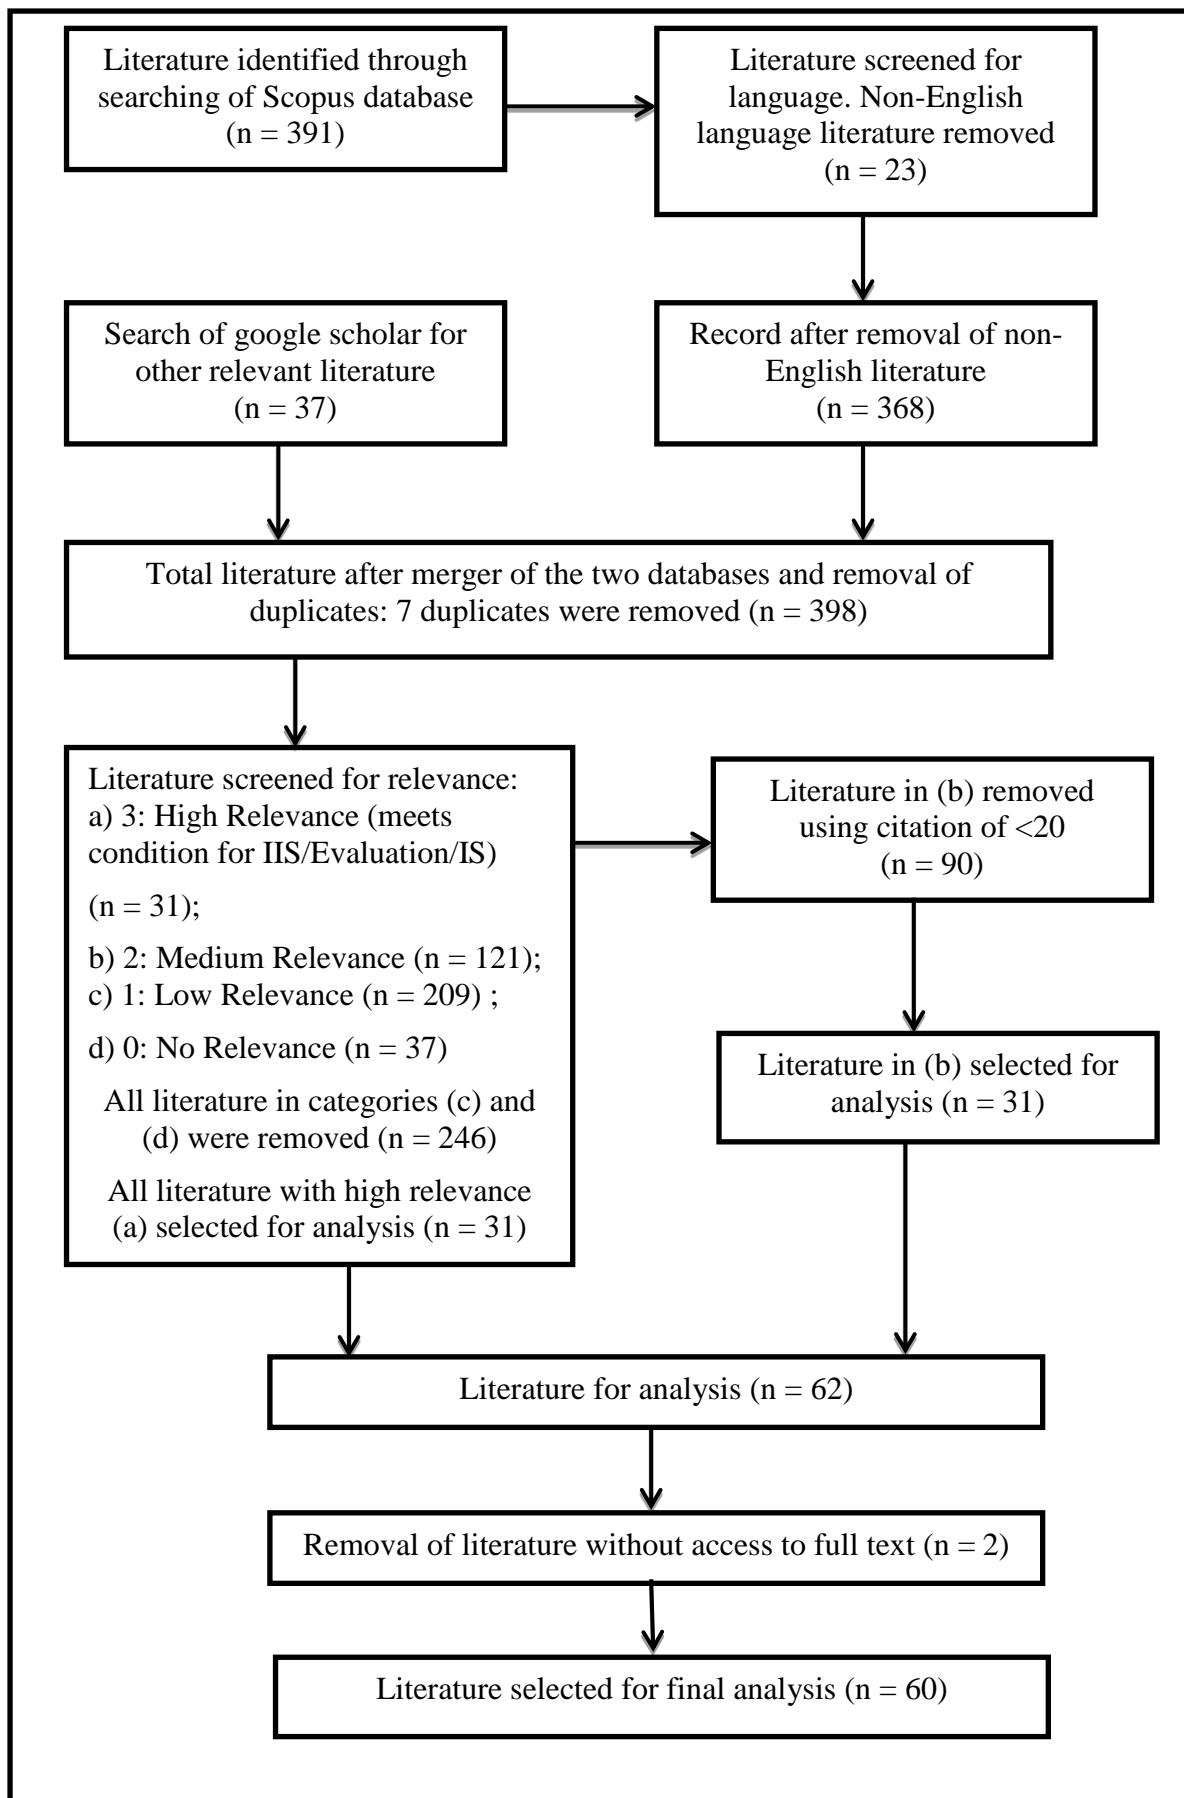 Literature identified through
searching of Scopus database
(n = 391)
Literature screened for
language. Non-English
language literature removed
(n = 23)
Search of google scholar for
other relevant literature
(n = 37)
Record after removal of non-
English literature
(n = 368)
Total literature after merger of the two databases and removal of
duplicates: 7 duplicates were removed (n = 398)
Literature screened for relevance:
a) 3: High Relevance (meets
condition for IIS/Evaluation/IS)
(n = 31);
b) 2: Medium Relevance (n = 121);
c) 1: Low Relevance (n = 209) ;
d) 0: No Relevance (n = 37)
All literature in categories (c) and
(d) were removed (n = 246)
All literature with high relevance
(a) selected for analysis (n = 31)
Literature in (b) removed
using citation of <20
(n = 90)
Literature in (b) selected for
analysis (n = 31)
Literature for analysis (n = 62)
Removal of literature without access to full text (n = 2)
Literature selected for final analysis (n = 60)